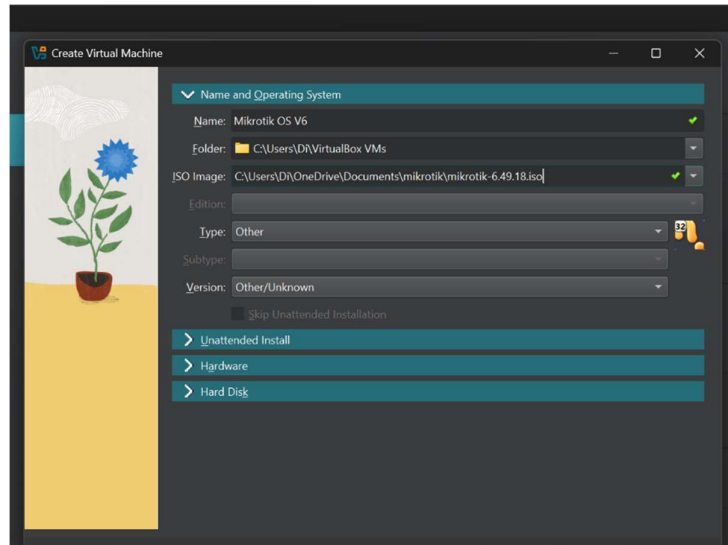 Create Virtual Machine
Name and Operating System
Name: Mikrotik OS V6
Folder: C:\Users\Di\VirtualBox VMs
ISO Image: C:\Users\Di\OneDrive\Documents\mikrotik\mikrotik-6.49.18.iso
Edition:
Type: Other
32
Subtype:
Version: Other/Unknown
Skip Unattended Installation
Unattended Install
Hardware
Hard Disk